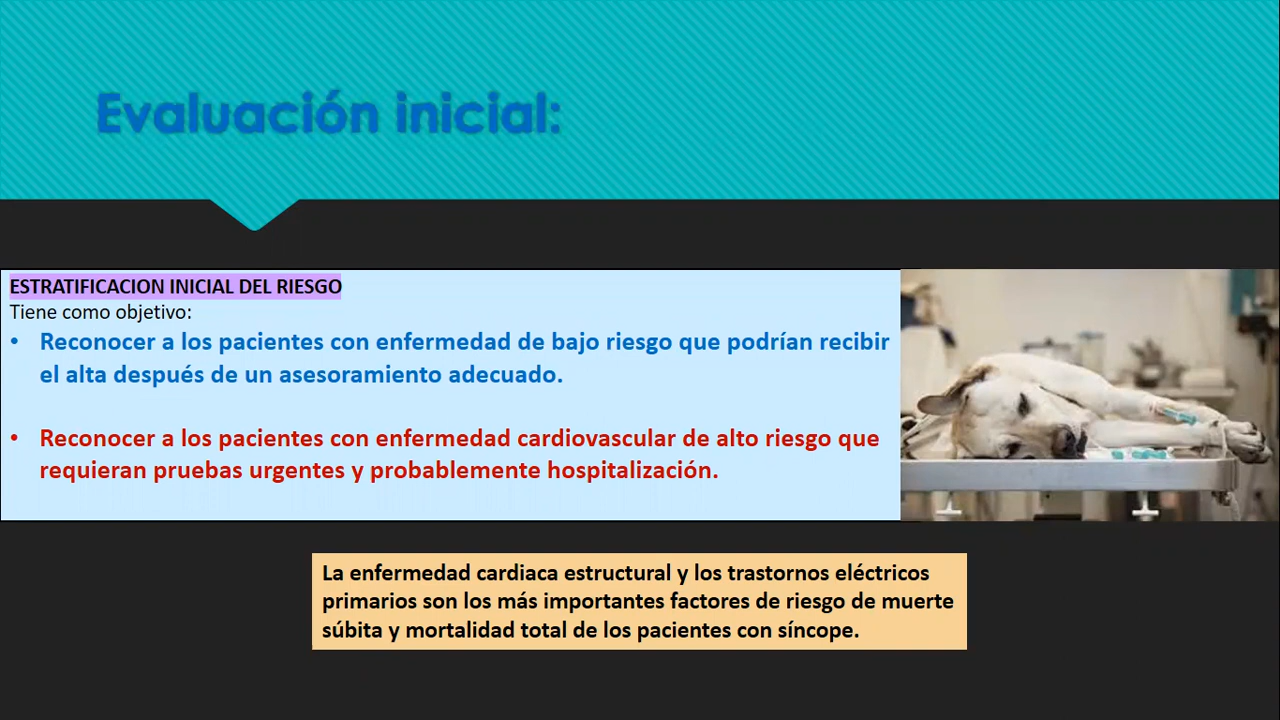 Evaluación inicial:
ESTRATIFICACION INICIAL DEL RIESGO
Tiene como objetivo:
• Reconocer a los pacientes con enfermedad de bajo riesgo que podrían recibir
el alta después de un asesoramiento adecuado.
• Reconocer a los pacientes con enfermedad cardiovascular de alto riesgo que
requieran pruebas urgentes y probablemente hospitalización.
La enfermedad cardiaca estructural y los trastornos eléctricos
primarios son los más importantes factores de riesgo de muerte
súbita y mortalidad total de los pacientes con síncope.